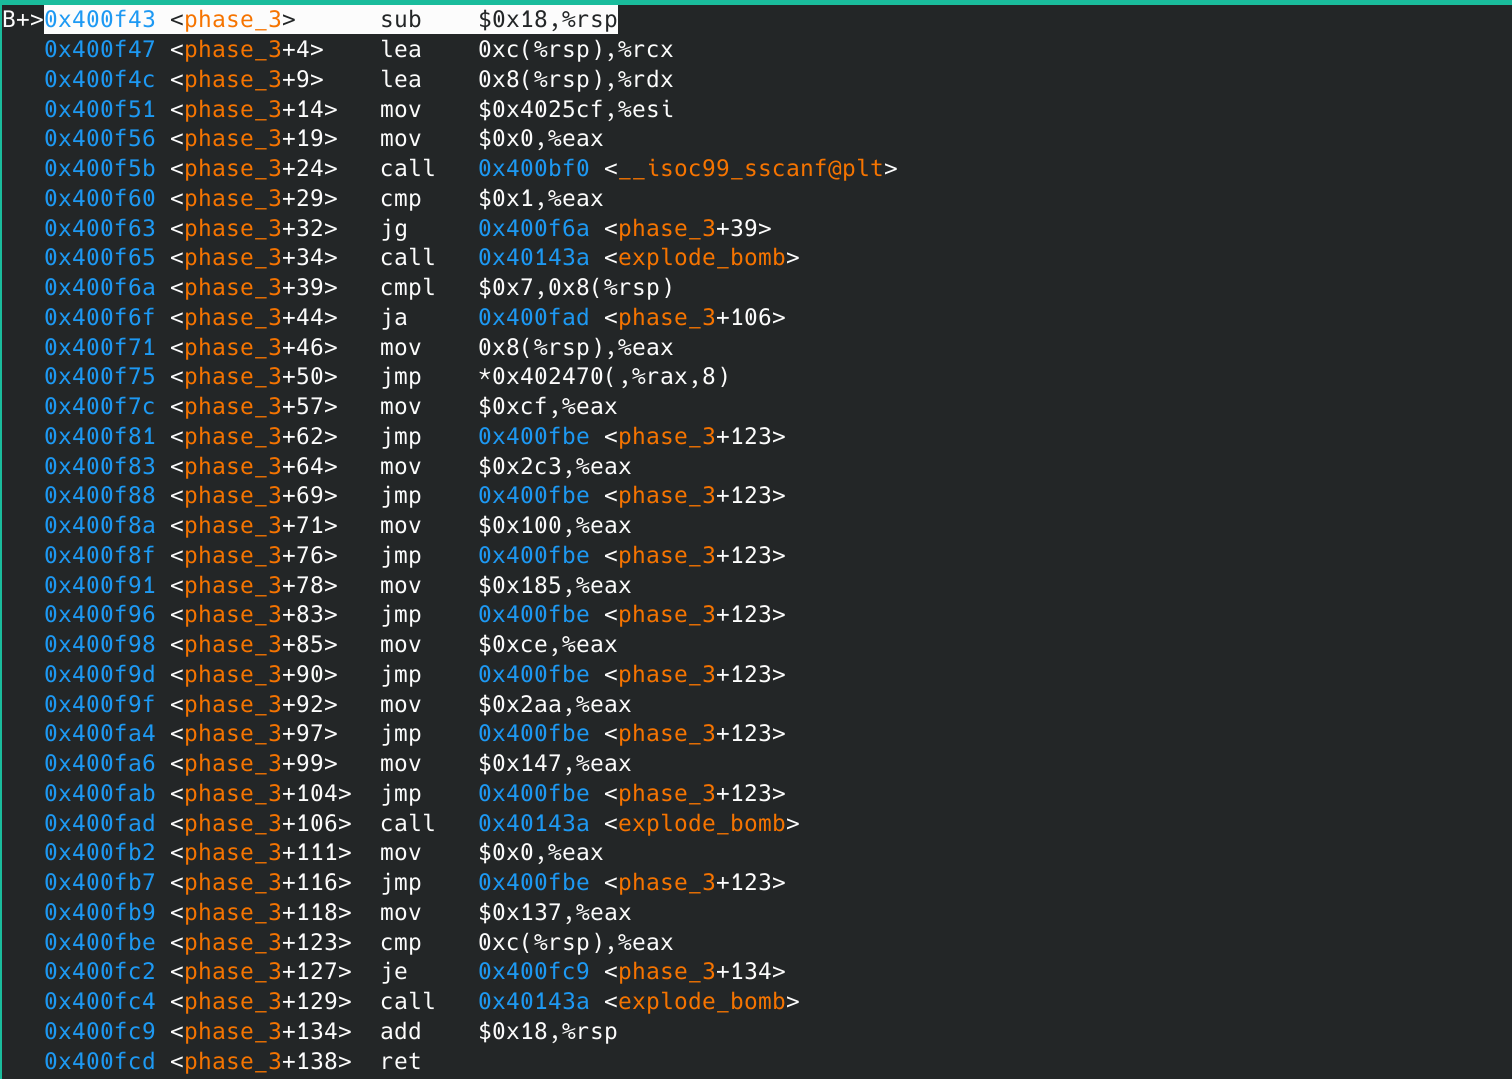 B+>0x400f43 <phase_3>      sub    $0x18,%rsp
0x400f47 <phase_3+4>    lea    0xc(%rsp),%rcx
0x400f4c <phase_3+9>    lea    0x8(%rsp),%rdx
0x400f51 <phase_3+14>   mov    $0x4025cf,%esi
0x400f56 <phase_3+19>   mov    $0x0,%eax
0x400f5b <phase_3+24>   call   0x400bf0 <__isoc99_sscanf@plt>
0x400f60 <phase_3+29>   cmp    $0x1,%eax
0x400f63 <phase_3+32>   jg     0x400f6a <phase_3+39>
0x400f65 <phase_3+34>   call   0x40143a <explode_bomb>
0x400f6a <phase_3+39>   cmpl   $0x7,0x8(%rsp)
0x400f6f <phase_3+44>   ja     0x400fad <phase_3+106>
0x400f71 <phase_3+46>   mov    0x8(%rsp),%eax
0x400f75 <phase_3+50>   jmp    *0x402470(,%rax,8)
0x400f7c <phase_3+57>   mov    $0xcf,%eax
0x400f81 <phase_3+62>   jmp    0x400fbe <phase_3+123>
0x400f83 <phase_3+64>   mov    $0x2c3,%eax
0x400f88 <phase_3+69>   jmp    0x400fbe <phase_3+123>
0x400f8a <phase_3+71>   mov    $0x100,%eax
0x400f8f <phase_3+76>   jmp    0x400fbe <phase_3+123>
0x400f91 <phase_3+78>   mov    $0x185,%eax
0x400f96 <phase_3+83>   jmp    0x400fbe <phase_3+123>
0x400f98 <phase_3+85>   mov    $0xce,%eax
0x400f9d <phase_3+90>   jmp    0x400fbe <phase_3+123>
0x400f9f <phase_3+92>   mov    $0x2aa,%eax
0x400fa4 <phase_3+97>   jmp    0x400fbe <phase_3+123>
0x400fa6 <phase_3+99>   mov    $0x147,%eax
0x400fab <phase_3+104>  jmp    0x400fbe <phase_3+123>
0x400fad <phase_3+106>  call   0x40143a <explode_bomb>
0x400fb2 <phase_3+111>  mov    $0x0,%eax
0x400fb7 <phase_3+116>  jmp    0x400fbe <phase_3+123>
0x400fb9 <phase_3+118>  mov    $0x137,%eax
0x400fbe <phase_3+123>  cmp    0xc(%rsp),%eax
0x400fc2 <phase_3+127>  je     0x400fc9 <phase_3+134>
0x400fc4 <phase_3+129>  call   0x40143a <explode_bomb>
0x400fc9 <phase_3+134>  add    $0x18,%rsp
0x400fcd <phase_3+138>  ret